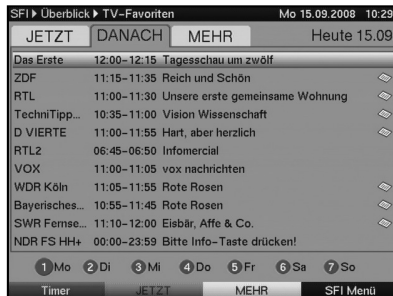 SFI ▶ Überblick ▶ TV-Favoriten Mo 15.09.2008 10:29
JETZT DANACH MEHR Heute 15.09
Das Erste 12:00-12:15 Tagesschau um zwölf
ZDF 11:15-11:35 Reich und Schön
RTL 11:00-11:30 Unsere erste gemeinsame Wohnung
TechniTipp... 10:35-11:00 Vision Wissenschaft
D VIERTE 11:00-11:55 Hart, aber herzlich
RTL2 06:45-06:50 Infomercial
VOX 11:00-11:05 vox nachrichten
WDR Köln 11:05-11:55 Rote Rosen
Bayerisches... 10:55-11:45 Rote Rosen
SWR Fernse... 11:10-12:00 Eisbär, Affe & Co.
NDR FS HH+ 00:00-23:59 Bitte Info-Taste drücken!
1 Mo 2 Di 3 Mi 4 Do 5 Fr 6 Sa 7 So
Timer JETZT MEHR SFI Menü